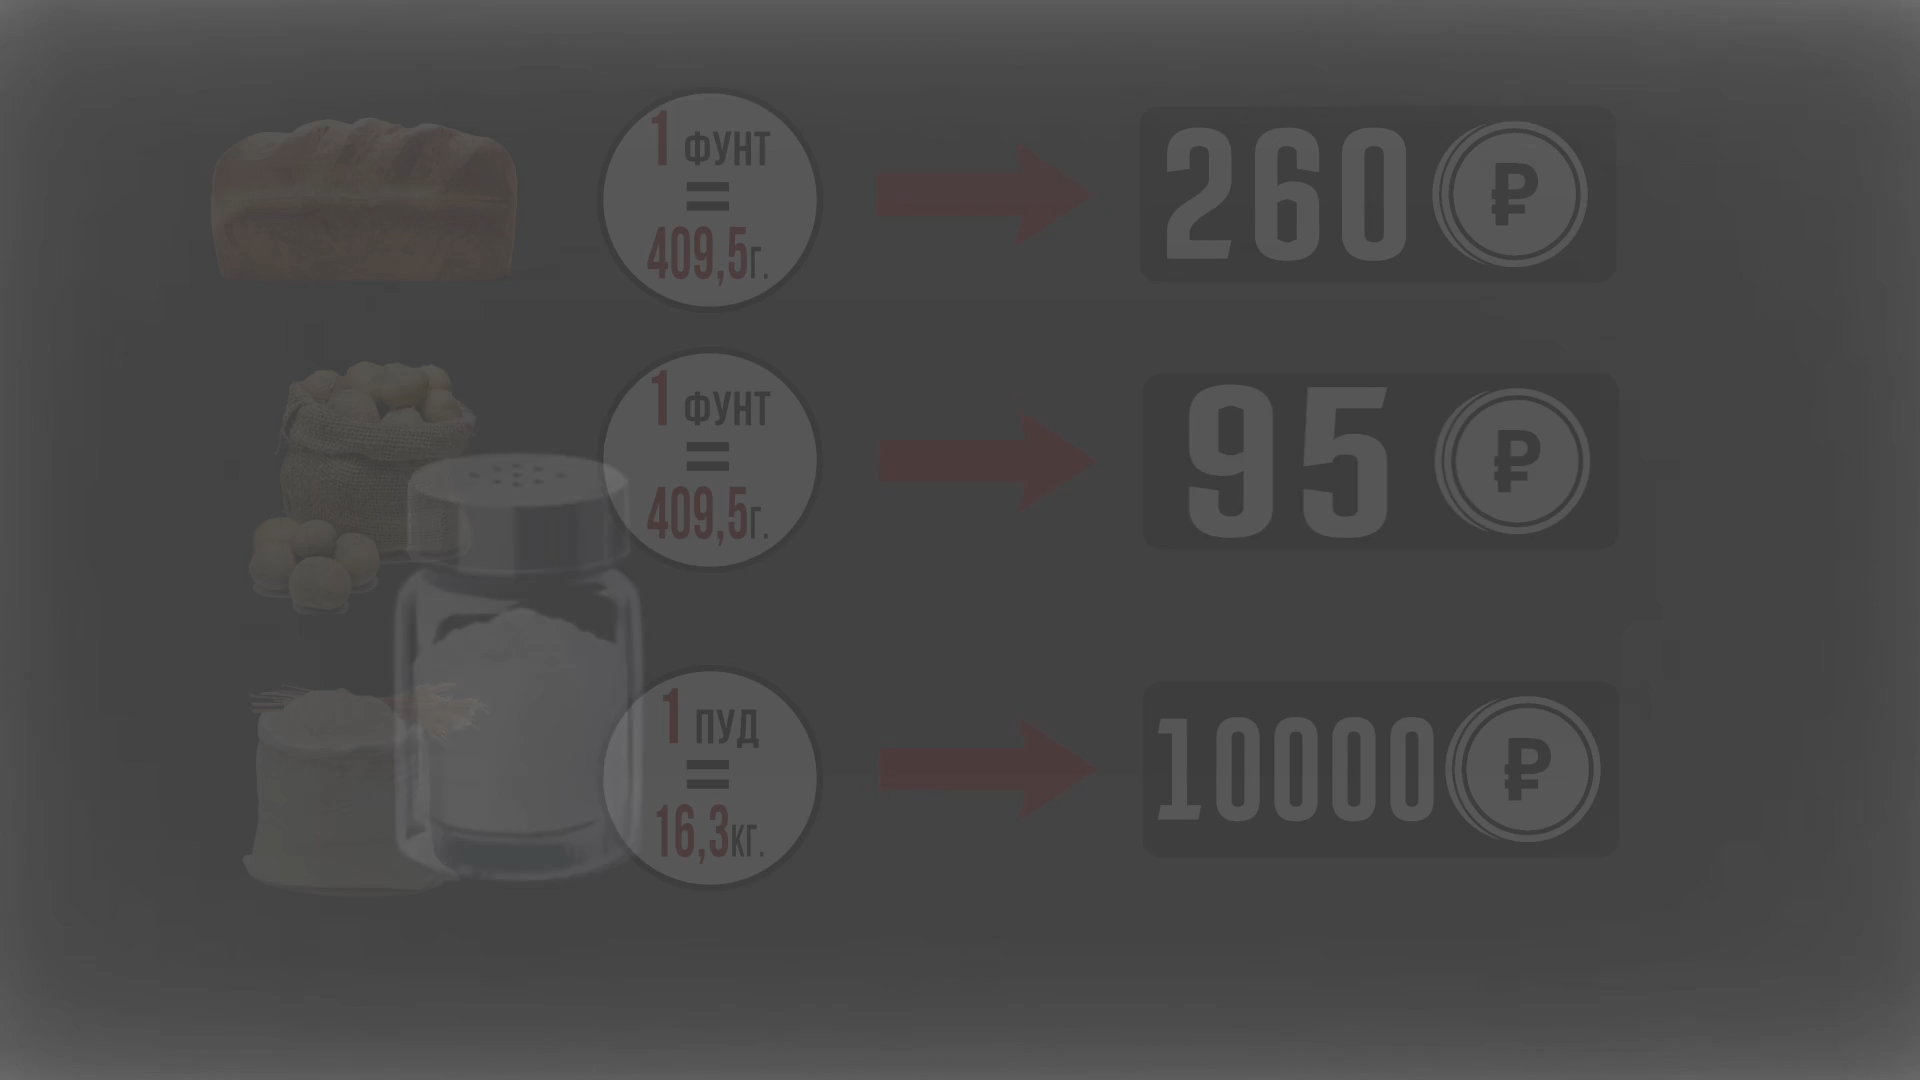 1 ФУНТ
=
409,5г.
260 ₽
1 ФУНТ
=
409,5г.
95 ₽
1 ПУД
=
16,3кг.
10000 ₽